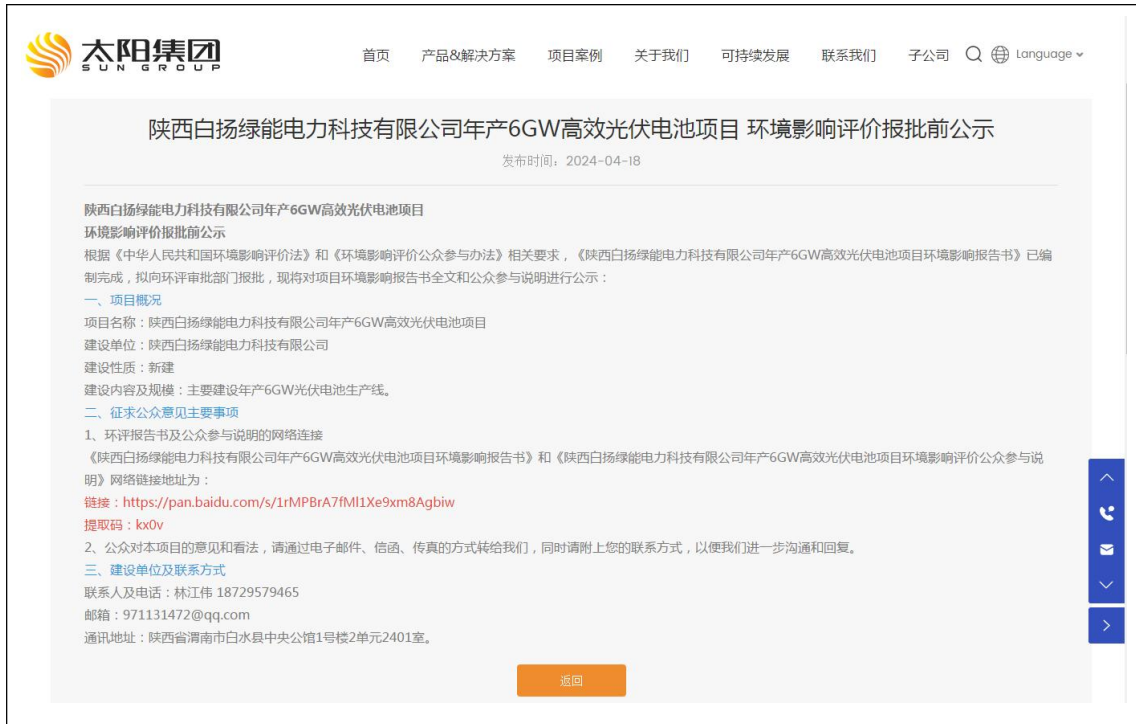 太阳集团
SUN GROUP
首页 产品&解决方案 项目案例 关于我们 可持续发展 联系我们 子公司 Language
陕西白扬绿能电力科技有限公司年产6GW高效光伏电池项目 环境影响评价报批前公示
发布时间：2024-04-18
陕西白扬绿能电力科技有限公司年产6GW高效光伏电池项目
环境影响评价报批前公示
根据《中华人民共和国环境影响评价法》和《环境影响评价公众参与办法》相关要求，《陕西白扬绿能电力科技有限公司年产6GW高效光伏电池项目环境影响报告书》已编
制完成，拟向环评审批部门报批，现将对项目环境影响报告书全文和公众参与说明进行公示：
一、项目概况
项目名称：陕西白扬绿能电力科技有限公司年产6GW高效光伏电池项目
建设单位：陕西白扬绿能电力科技有限公司
建设性质：新建
建设内容及规模：主要建设年产6GW光伏电池生产线。
二、征求公众意见主要事项
1、环评报告书及公众参与说明的网络连接
《陕西白扬绿能电力科技有限公司年产6GW高效光伏电池项目环境影响报告书》和《陕西白扬绿能电力科技有限公司年产6GW高效光伏电池项目环境影响评价公众参与说
明》网络链接地址为：
链接：https://pan.baidu.com/s/1rMPBrA7fMl1Xe9xm8Agbiw
提取码：kx0v
2、公众对本项目的意见和看法，请通过电子邮件、信函、传真的方式转给我们，同时请附上您的联系方式，以便我们进一步沟通和回复。
三、建设单位及联系方式
联系人及电话：林江伟 18729579465
邮箱：971131472@qq.com
通讯地址：陕西省渭南市白水县中央公馆1号楼2单元2401室。
返回